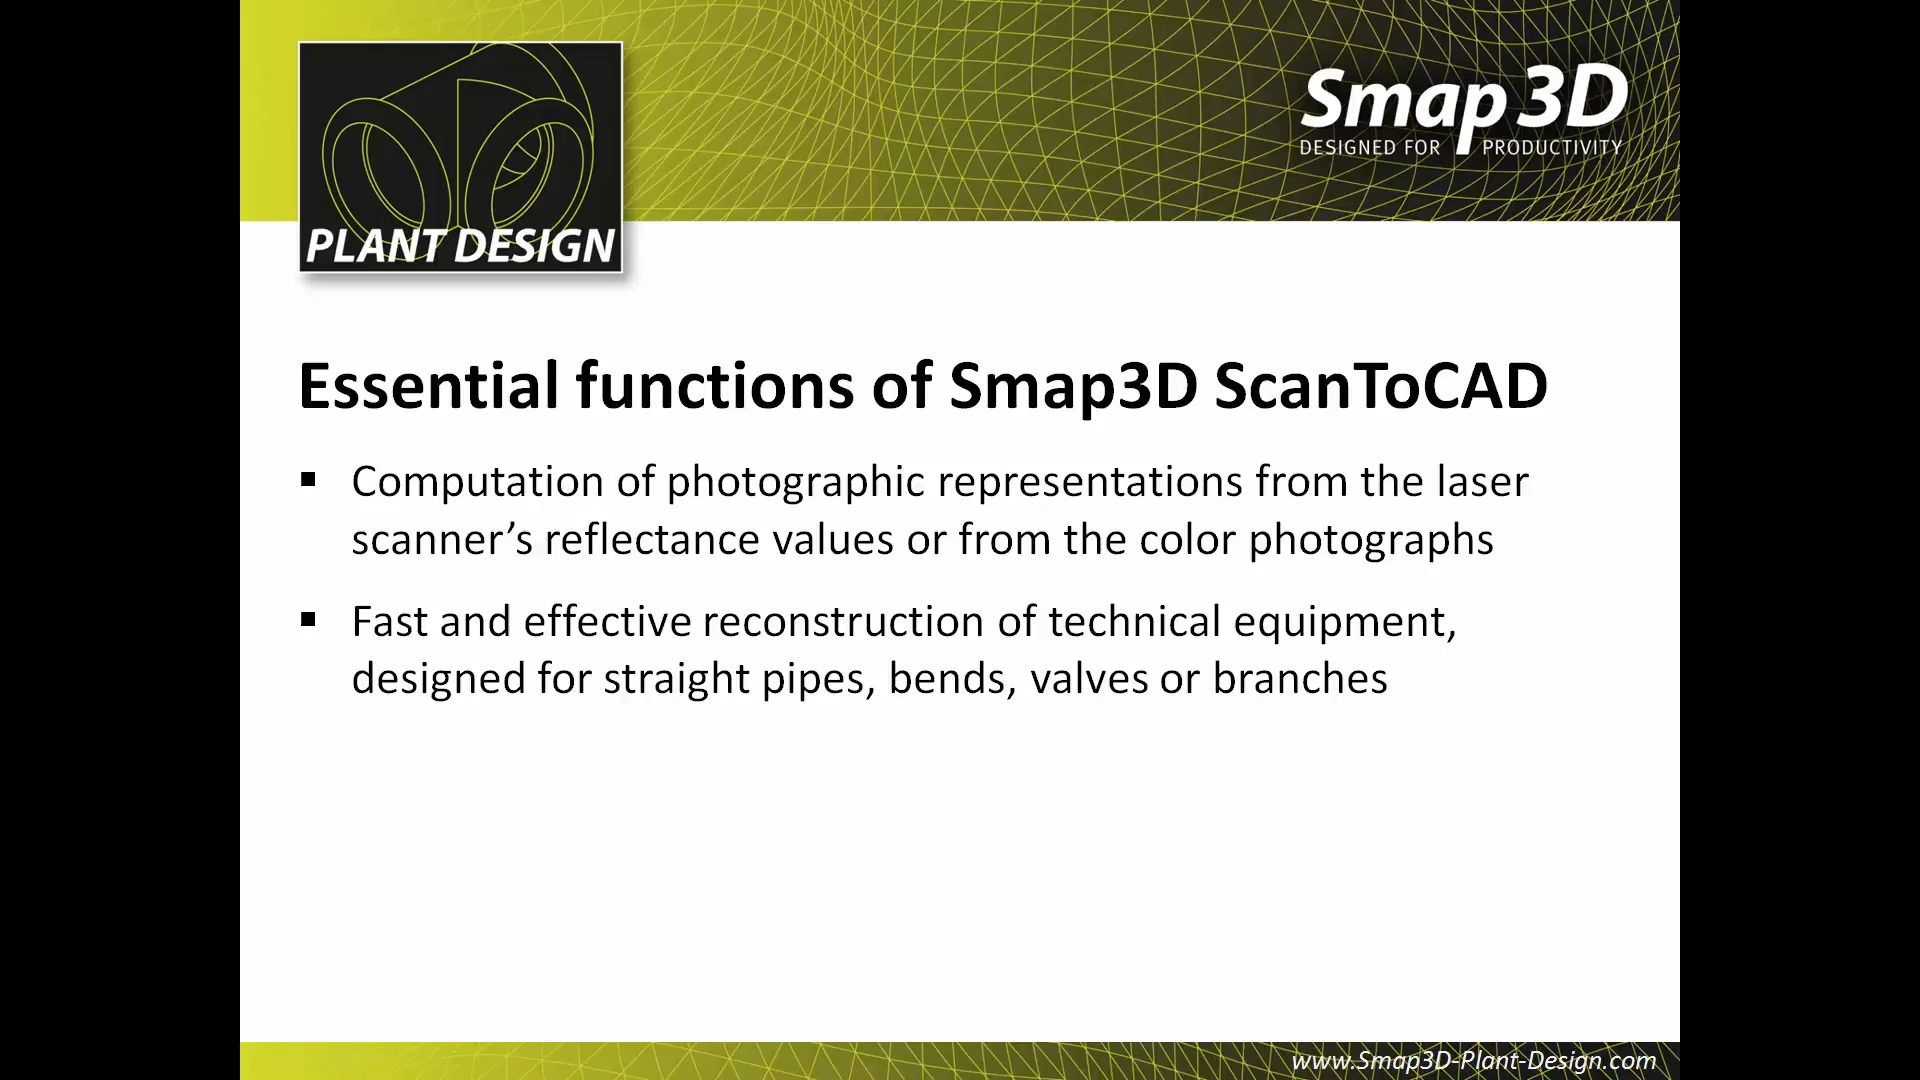 PLANT DESIGN
Smap 3D
DESIGNED FOR PRODUCTIVITY
Essential functions of Smap3D ScanToCAD
▪ Computation of photographic representations from the laser
scanner’s reflectance values or from the color photographs
▪ Fast and effective reconstruction of technical equipment,
designed for straight pipes, bends, valves or branches
www.Smap3D-Plant-Design.com